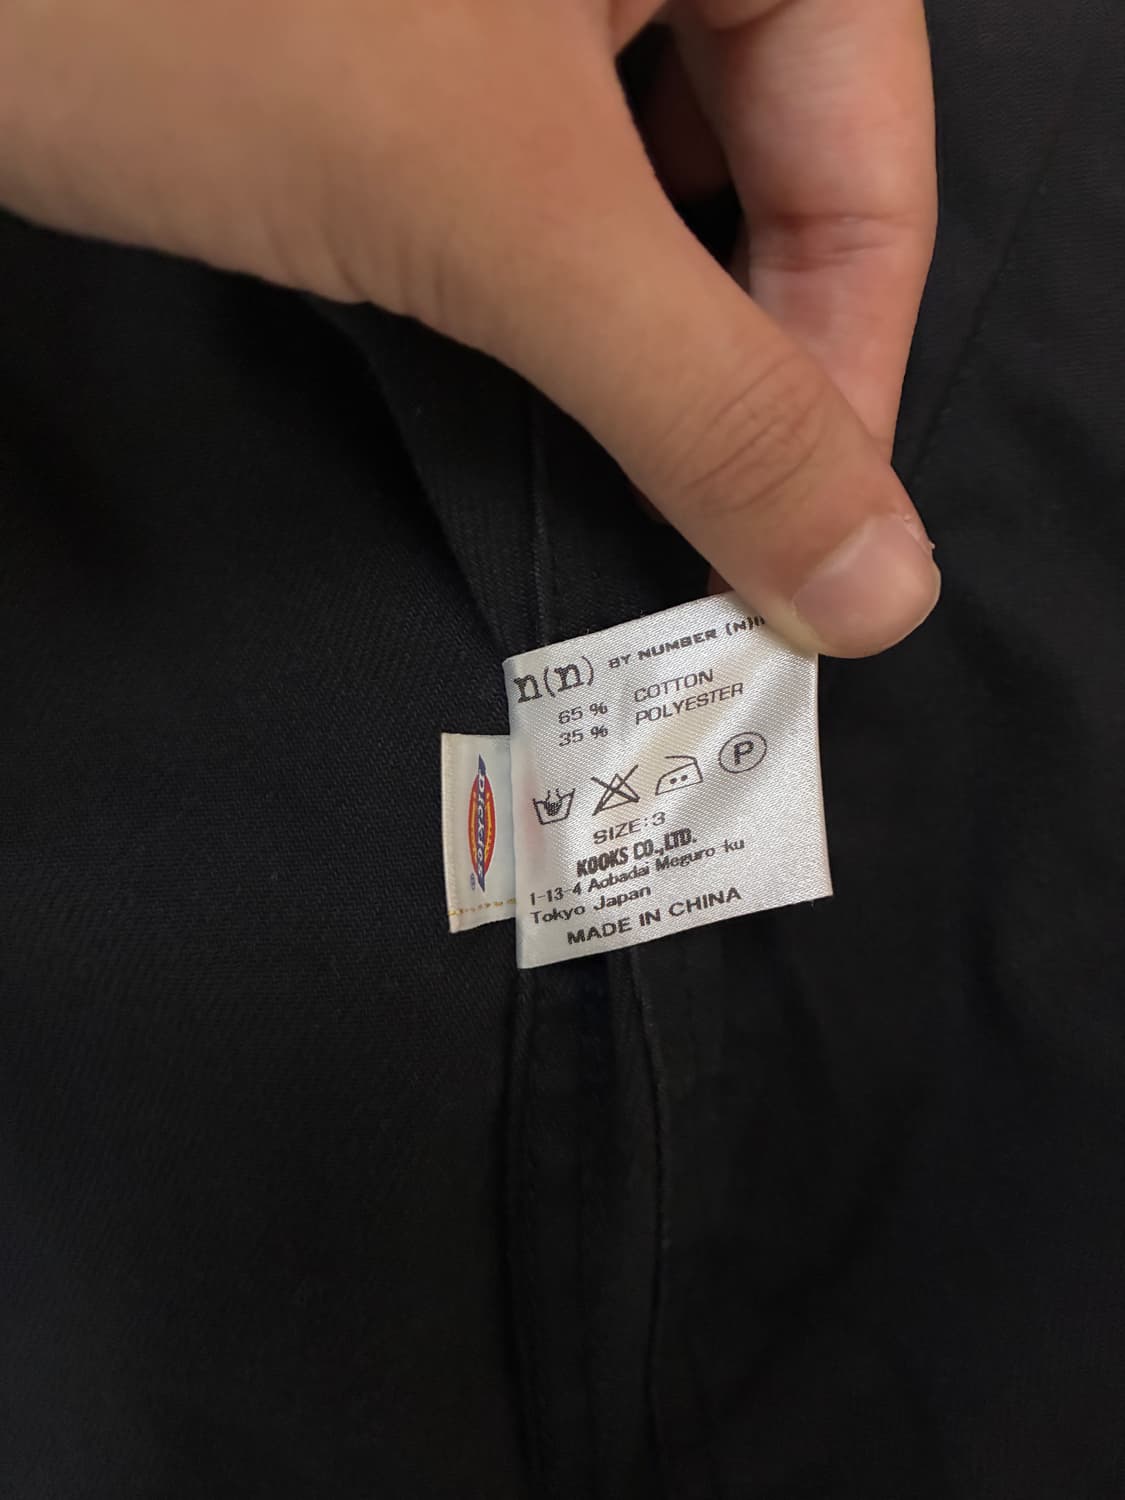 n(n) BY NUMBER (N)
65 % COTTON
35 % POLYESTER
P
SIZE:3
KOOKS CO.,LTD.
1-13-4 Aobadai Meguro-ku
Tokyo Japan
MADE IN CHINA
Dickies
®